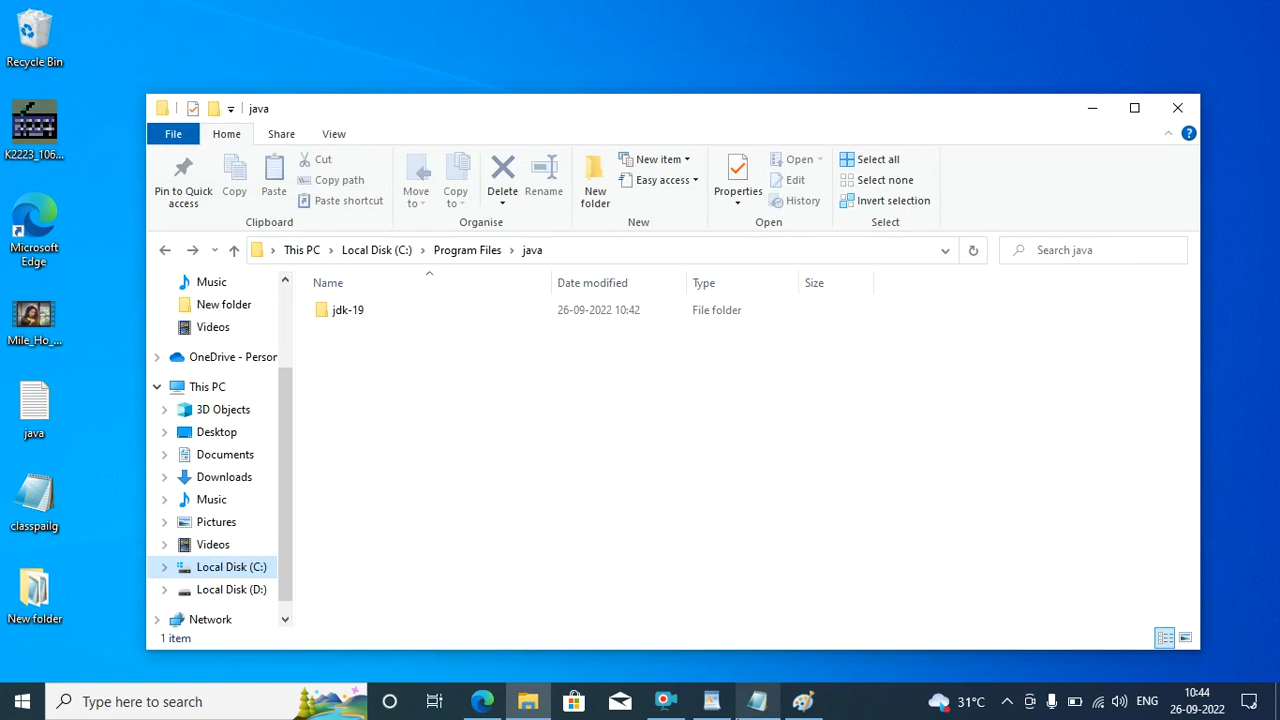 Recycle Bin
K2223_106...
Microsoft
Edge
Mile_Ho_...
java
classpailg
New folder
java
File
Home
Share
View
Pin to Quick
access
Copy
Paste
Cut
Copy path
Paste shortcut
Clipboard
Move
to
Copy
to
Delete
Rename
Organise
New
folder
New item
Easy access
New
Properties
Open
Edit
History
Open
Select all
Select none
Invert selection
Select
This PC
Local Disk (C:)
Program Files
java
Search java
Music
New folder
Videos
OneDrive - Person
This PC
3D Objects
Desktop
Documents
Downloads
Music
Pictures
Videos
Local Disk (C:)
Local Disk (D:)
Network
Name
Date modified
Type
Size
jdk-19
26-09-2022 10:42
File folder
1 item
Type here to search
31°C
ENG
10:44
26-09-2022